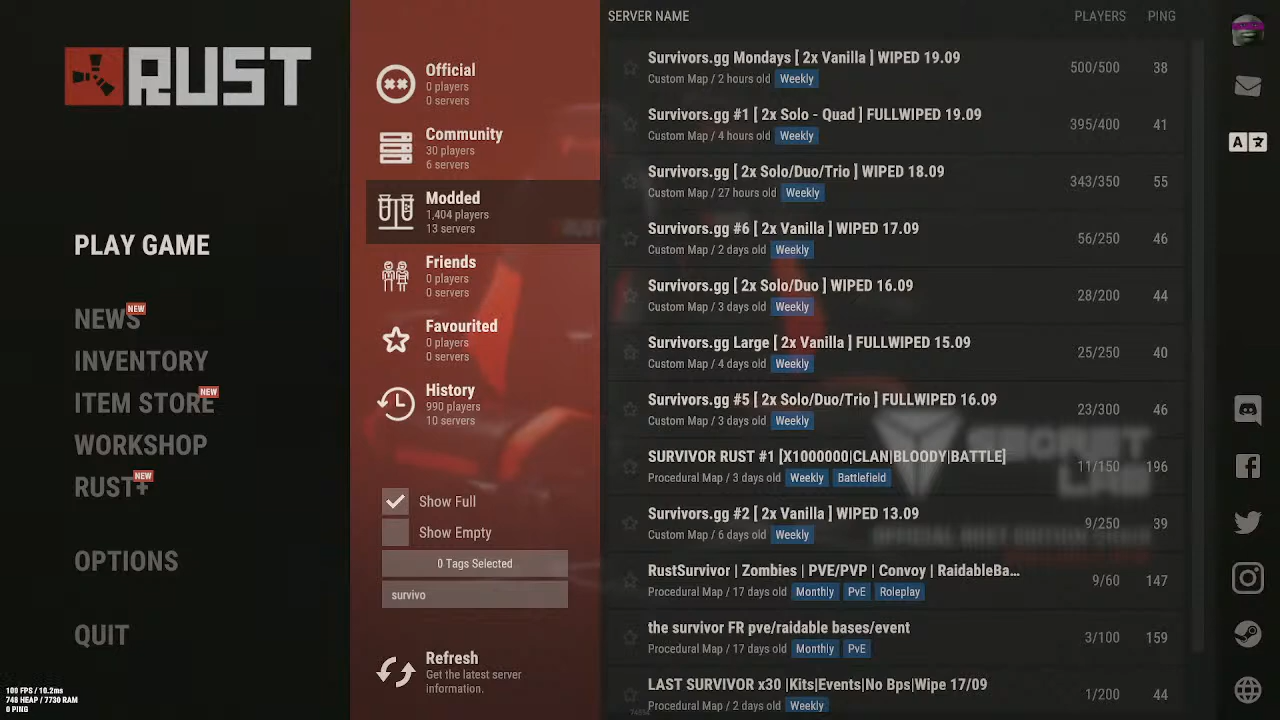 RUST
PLAY GAME
NEWS
NEW
INVENTORY
ITEM STORE
NEW
WORKSHOP
RUST+
NEW
OPTIONS
QUIT
100 FPS / 10.2ms
748 HEAP / 7730 RAM
0 PING
Official
0 players
0 servers
Community
30 players
6 servers
Modded
1,404 players
13 servers
Friends
0 players
0 servers
Favourited
0 players
0 servers
History
990 players
10 servers
Show Full
Show Empty
0 Tags Selected
survivo
Refresh
Get the latest server
information.
SERVER NAME PLAYERS PING
Survivors.gg Mondays [ 2x Vanilla ] WIPED 19.09
Custom Map / 2 hours old Weekly
500/500 38
Survivors.gg #1 [ 2x Solo - Quad ] FULLWIPED 19.09
Custom Map / 4 hours old Weekly
395/400 41
Survivors.gg [ 2x Solo/Duo/Trio ] WIPED 18.09
Custom Map / 27 hours old Weekly
343/350 55
Survivors.gg #6 [ 2x Vanilla ] WIPED 17.09
Custom Map / 2 days old Weekly
56/250 46
Survivors.gg [ 2x Solo/Duo ] WIPED 16.09
Custom Map / 3 days old Weekly
28/200 44
Survivors.gg Large [ 2x Vanilla ] FULLWIPED 15.09
Custom Map / 4 days old Weekly
25/250 40
Survivors.gg #5 [ 2x Solo/Duo/Trio ] FULLWIPED 16.09
Custom Map / 3 days old Weekly
23/300 46
SURVIVOR RUST #1 [X1000000|CLAN|BLOODY|BATTLE]
Procedural Map / 3 days old Weekly Battlefield
11/150 196
Survivors.gg #2 [ 2x Vanilla ] WIPED 13.09
Custom Map / 6 days old Weekly
9/250 39
RustSurvivor | Zombies | PVE/PVP | Convoy | RaidableBa...
Procedural Map / 17 days old Monthly PvE Roleplay
9/60 147
the survivor FR pve/raidable bases/event
Procedural Map / 17 days old Monthly PvE
3/100 159
LAST SURVIVOR x30 |Kits|Events|No Bps|Wipe 17/09
Procedural Map / 2 days old Weekly
1/200 44
SECRET
LAB
A 文